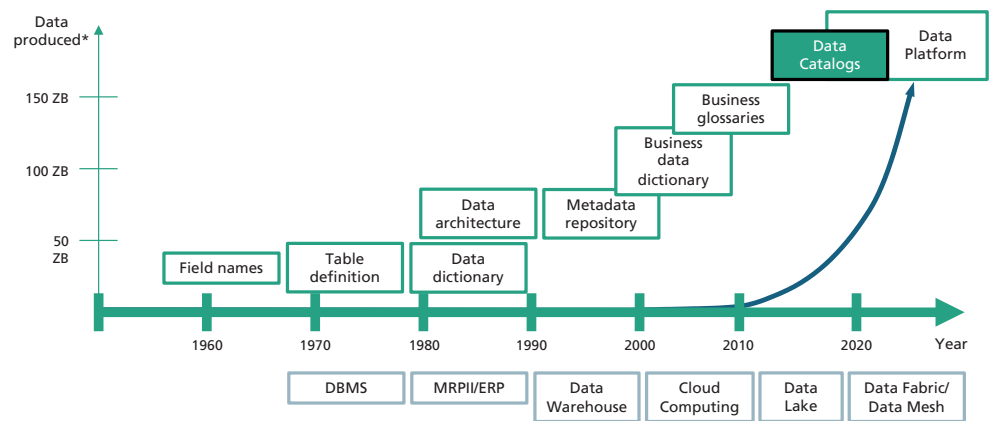 Data
produced*
150 ZB
100 ZB
50
ZB
Field names
Table
definition
Data
dictionary
Data
architecture
Metadata
repository
Business
data
dictionary
Business
glossaries
Data
Catalogs
Data
Platform
1960
1970
1980
1990
2000
2010
2020
Year
DBMS
MRPII/ERP
Data
Warehouse
Cloud
Computing
Data
Lake
Data Fabric/
Data Mesh